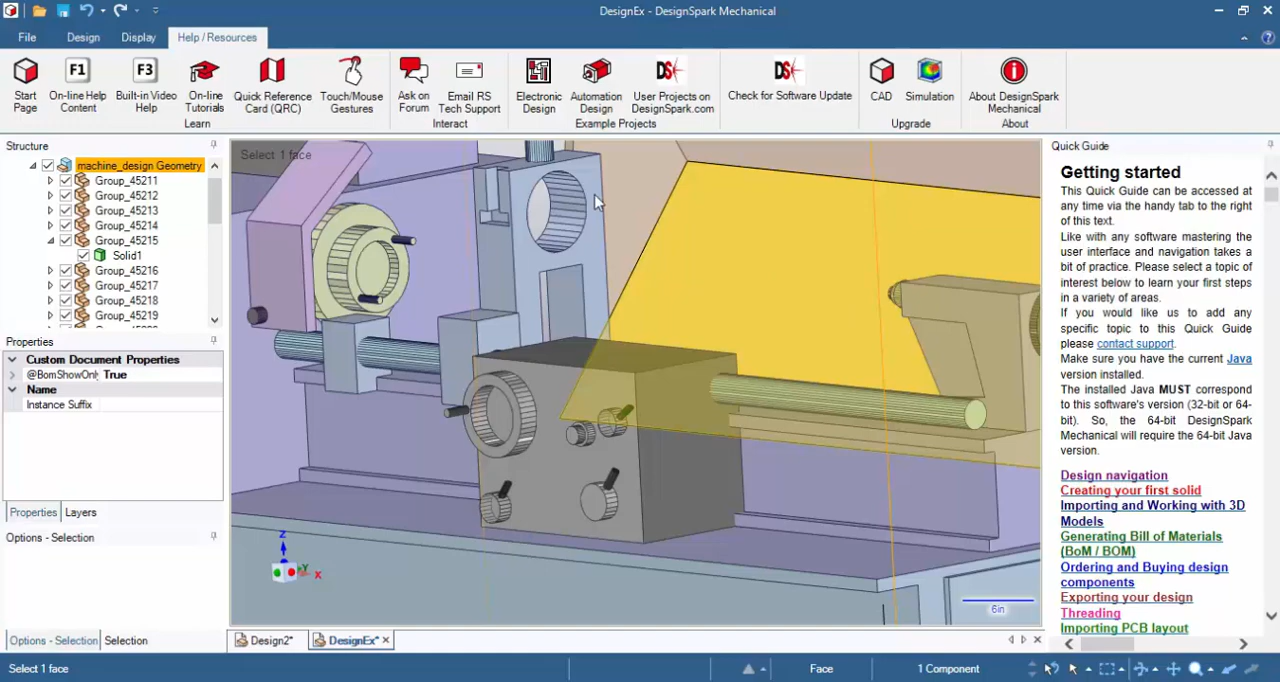 DesignEx - DesignSpark Mechanical
File Design Display Help / Resources
Start Page
F1 On-line Help Content
F3 Built-in Video Help
On-line Tutorials
Quick Reference Card (QRC)
Touch/Mouse Gestures
Learn
Ask on Forum
Email RS Tech Support
Interact
Electronic Design
Automation Design
DS User Projects on DesignSpark.com
Example Projects
DS Check for Software Update
CAD
Simulation
Upgrade
About DesignSpark Mechanical
About
Structure
machine_design Geometry
Group_45211
Group_45212
Group_45213
Group_45214
Group_45215
Solid1
Group_45216
Group_45217
Group_45218
Group_45219
Properties
Custom Document Properties
@BomShowOnl True
Name
Instance Suffix
Properties Layers
Options - Selection
Options - Selection Selection
Select 1 face
Z
Y
X
6in
Design2*
DesignEx*
Quick Guide
Getting started
This Quick Guide can be accessed at
any time via the handy tab to the right
of this text.
Like with any software mastering the
user interface and navigation takes a
bit of practice. Please select a topic of
interest below to learn your first steps
in a variety of areas.
If you would like us to add any
specific topic to this Quick Guide
please contact support.
Make sure you have the current Java
version installed.
The installed Java MUST correspond
to this software's version (32-bit or 64-
bit). So, the 64-bit DesignSpark
Mechanical will require the 64-bit Java
version.
Design navigation
Creating your first solid
Importing and Working with 3D
Models
Generating Bill of Materials
(BoM / BOM)
Ordering and Buying design
components
Exporting your design
Threading
Importing PCB layout
Select 1 face
Face
1 Component